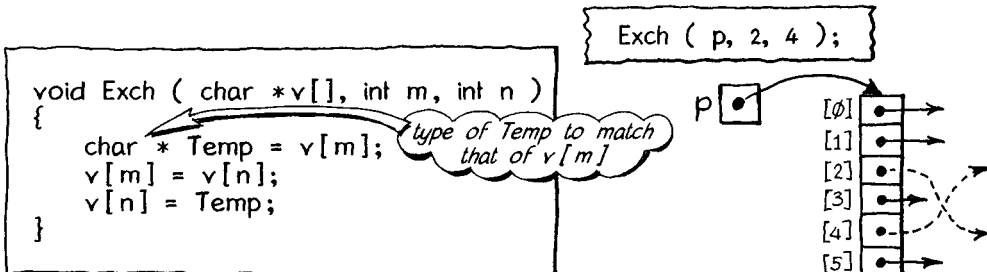 Exch ( p, 2, 4 );
void Exch ( char *v[], int m, int n )
{
char * Temp = v[m];
v[m] = v[n];
v[n] = Temp;
}
type of Temp to match
that of v[m]
p
[0]
[1]
[2]
[3]
[4]
[5]